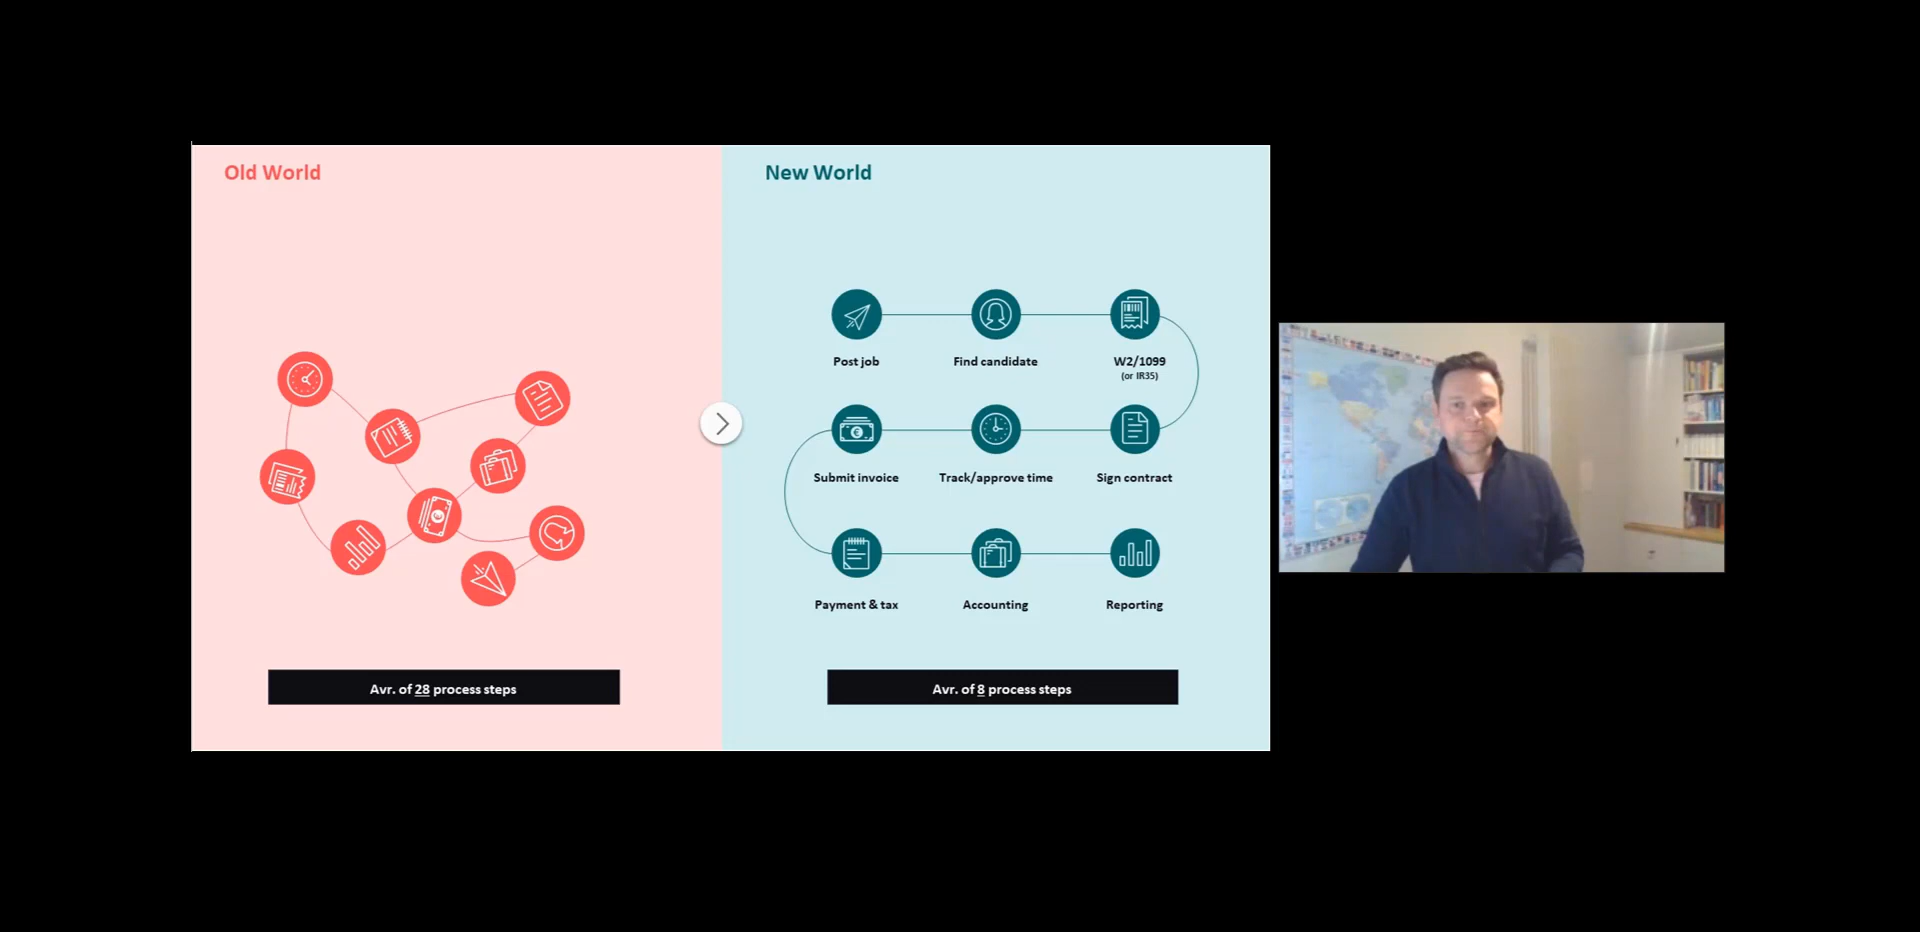 Old World
New World
Post job
Find candidate
W2/1099
(or IR35)
Submit invoice
Track/approve time
Sign contract
Payment & tax
Accounting
Reporting
Avr. of 28 process steps
Avr. of 8 process steps